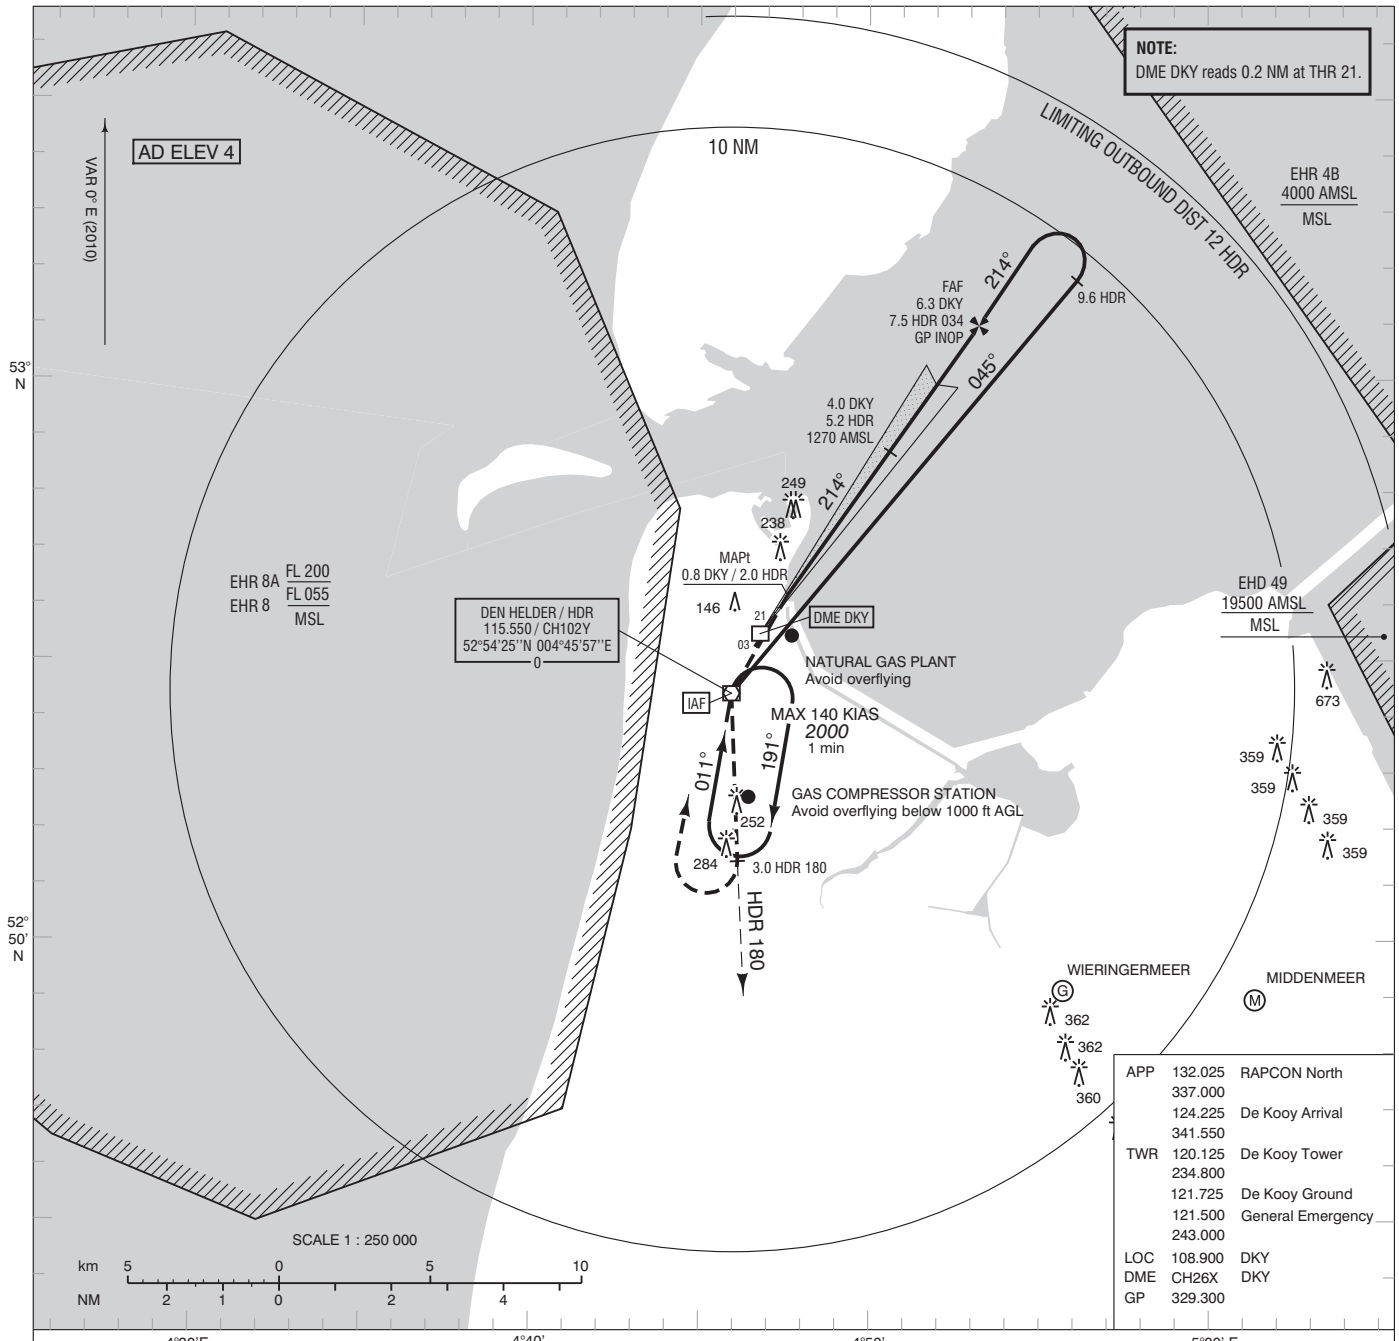 NOTE:
DME DKY reads 0.2 NM at THR 21.
AD ELEV 4
VAR 0° E (2010)
10 NM
LIMITING OUTBOUND DIST 12 HDR
EHR 4B
4000 AMSL
MSL
214°
FAF
6.3 DKY
7.5 HDR 034
GP INOP
9.6 HDR
53°
N
045°
4.0 DKY
5.2 HDR
1270 AMSL
214°
249
238
MAPt
0.8 DKY / 2.0 HDR
146
21
03
DME DKY
EHR 8A
FL 200
FL 055
EHR 8
MSL
DEN HELDER / HDR
115.550 / CH102Y
52°54'25''N 004°45'57''E
0
EHD 49
19500 AMSL
MSL
NATURAL GAS PLANT
Avoid overflying
IAF
673
MAX 140 KIAS
2000
1 min
011°
191°
359
359
359
359
GAS COMPRESSOR STATION
Avoid overflying below 1000 ft AGL
252
284
3.0 HDR 180
HDR 180
52°
50'
N
WIERINGERMEER
G
MIDDENMEER
M
362
362
360
APP 132.025 RAPCON North
337.000
124.225 De Kooy Arrival
341.550
TWR 120.125 De Kooy Tower
234.800
121.725 De Kooy Ground
121.500 General Emergency
243.000
LOC 108.900 DKY
DME CH26X DKY
GP 329.300
SCALE 1 : 250 000
km 5 0 5 10
NM 2 1 0 2 4